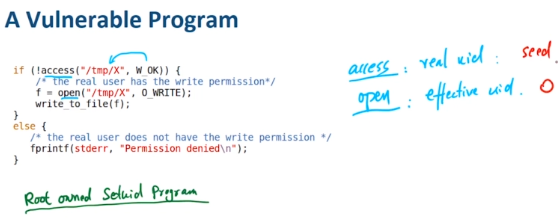 A Vulnerable Program
if (!access("/tmp/X", W_OK)) {
/* the real user has the write permission*/
f = open("/tmp/X", O_WRITE);
write_to_file(f);
}
else {
/* the real user does not have the write permission */
fprintf(stderr, "Permission denied\n");
}
access : real uid : seed.
open : effective uid. 0
Root owned Setuid Program